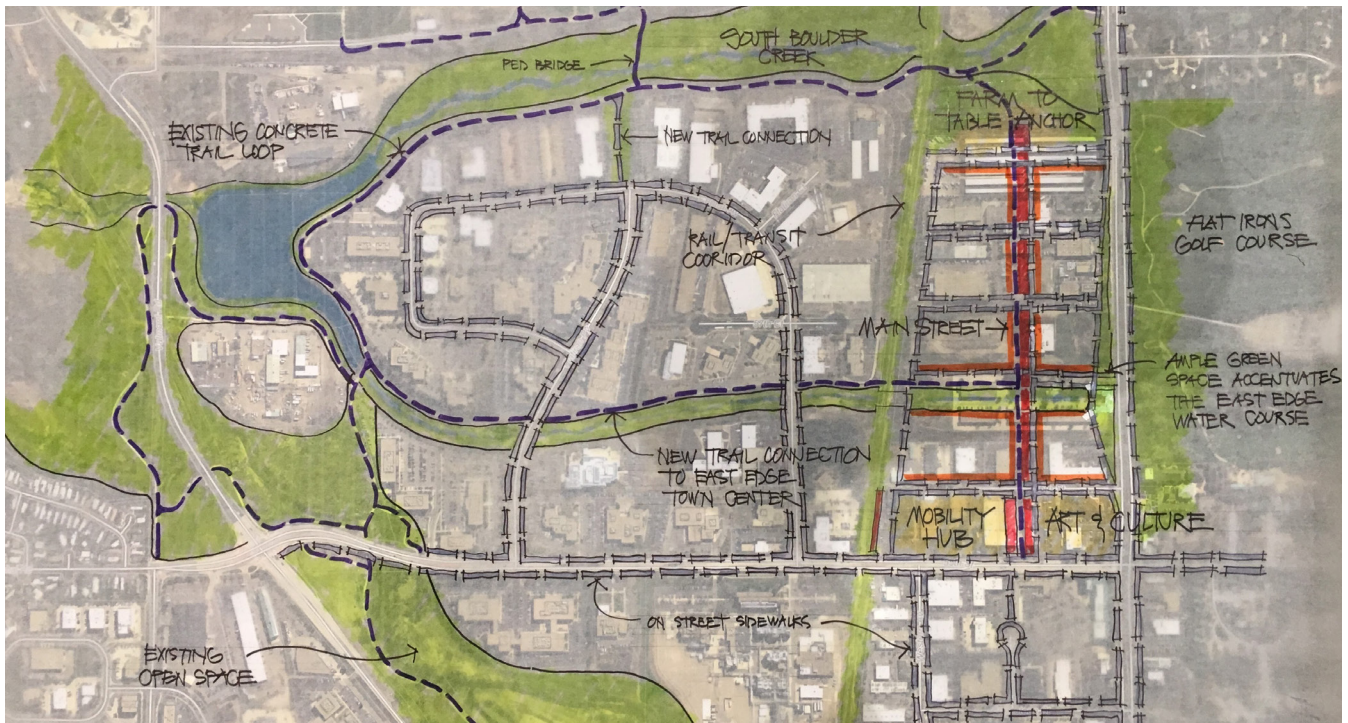 SOUTH BOULDER
CREEK
PED BRIDGE
FARM TO
TABLE ANCHOR
EXISTING CONCRETE
TRAIL LOOP
NEW TRAIL CONNECTION
RAIL/TRANSIT
COORIDOR
FLAT IRONS
GOLF COURSE
MAIN STREET
AMPLE GREEN
SPACE ACCENTUATES
THE EAST EDGE
WATER COURSE
NEW TRAIL CONNECTION
TO EAST EDGE
TOWN CENTER
MOBILITY
HUB
ART & CULTURE
ON STREET SIDEWALKS
EXISTING
OPEN SPACE